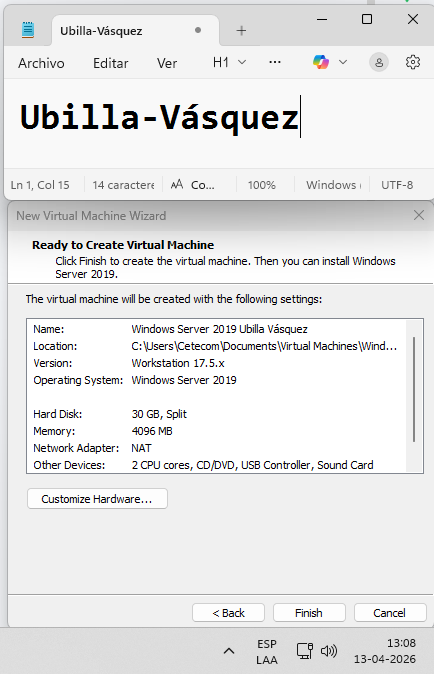 Ubilla-Vásquez
Archivo Editar Ver H1 ...
Ubilla-Vásquez
Ln 1, Col 15 14 caractere Co... 100% Windows ( UTF-8
New Virtual Machine Wizard
Ready to Create Virtual Machine
Click Finish to create the virtual machine. Then you can install Windows
Server 2019.
The virtual machine will be created with the following settings:
Name: Windows Server 2019 Ubilla Vásquez
Location: C:\Users\Cetecom\Documents\Virtual Machines\Wind...
Version: Workstation 17.5.x
Operating System: Windows Server 2019
Hard Disk: 30 GB, Split
Memory: 4096 MB
Network Adapter: NAT
Other Devices: 2 CPU cores, CD/DVD, USB Controller, Sound Card
Customize Hardware...
< Back Finish Cancel
ESP 13:08
LAA 13-04-2026